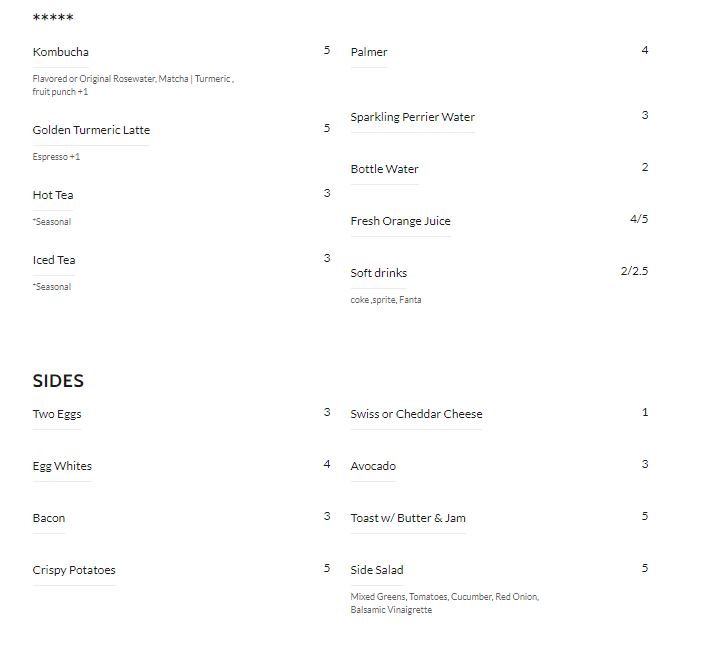 *****
Kombucha 5
Flavored or Original Rosewater, Matcha | Turmeric ,
fruit punch +1
Golden Turmeric Latte 5
Espresso +1
Hot Tea 3
*Seasonal
Iced Tea 3
*Seasonal
Palmer 4
Sparkling Perrier Water 3
Bottle Water 2
Fresh Orange Juice 4/5
Soft drinks 2/2.5
coke ,sprite, Fanta
SIDES
Two Eggs 3
Egg Whites 4
Bacon 3
Crispy Potatoes 5
Swiss or Cheddar Cheese 1
Avocado 3
Toast w/ Butter & Jam 5
Side Salad 5
Mixed Greens, Tomatoes, Cucumber, Red Onion,
Balsamic Vinaigrette